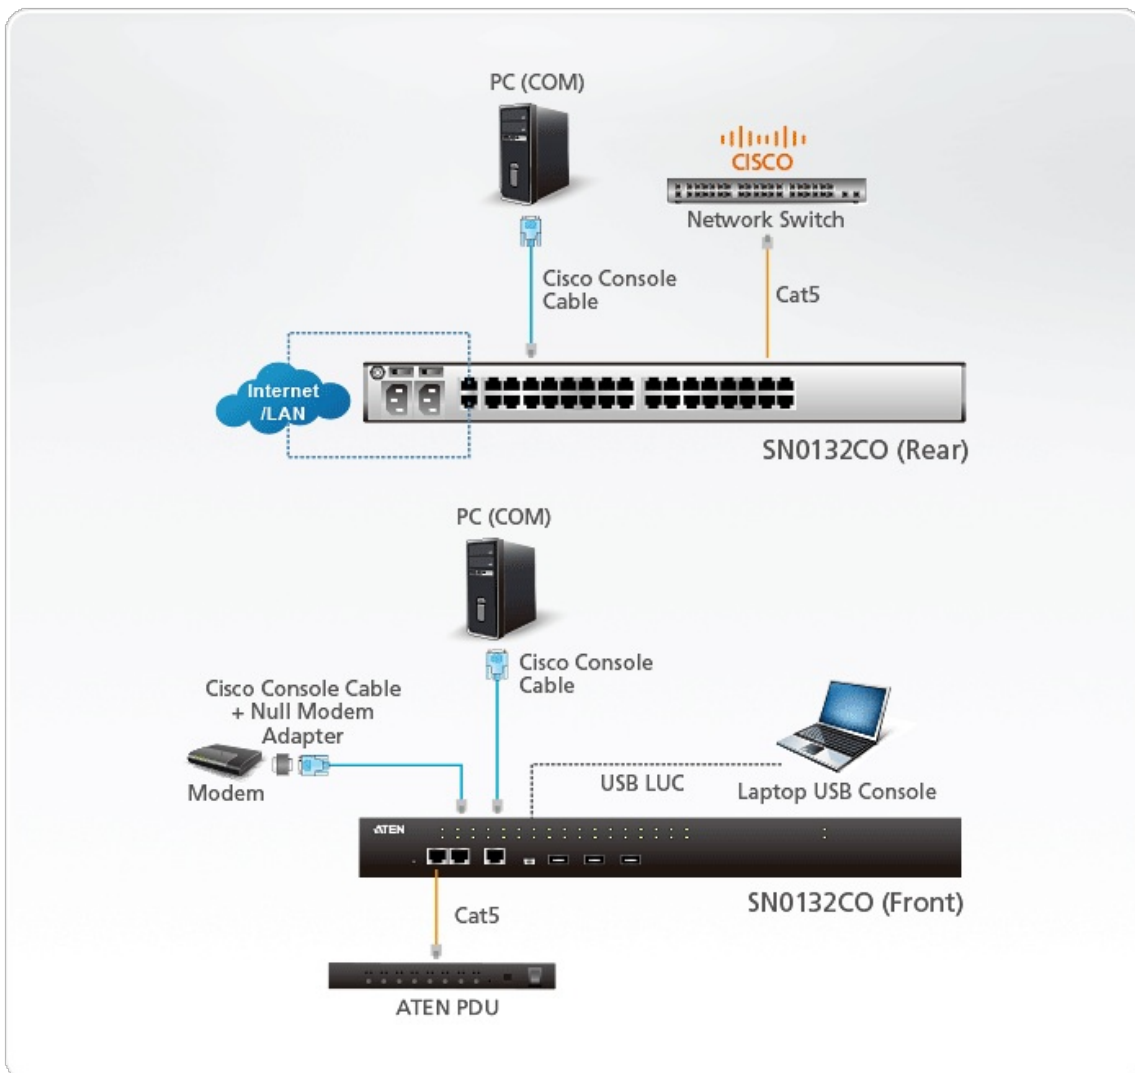 PC (COM)
CISCO
Network Switch
Cisco Console
Cable
Cat5
Internet
/LAN
SN0132CO (Rear)
PC (COM)
Cisco Console
Cable
Cisco Console Cable
+ Null Modem
Adapter
Modem
USB LUC
Laptop USB Console
ATEN
SN0132CO (Front)
Cat5
ATEN PDU